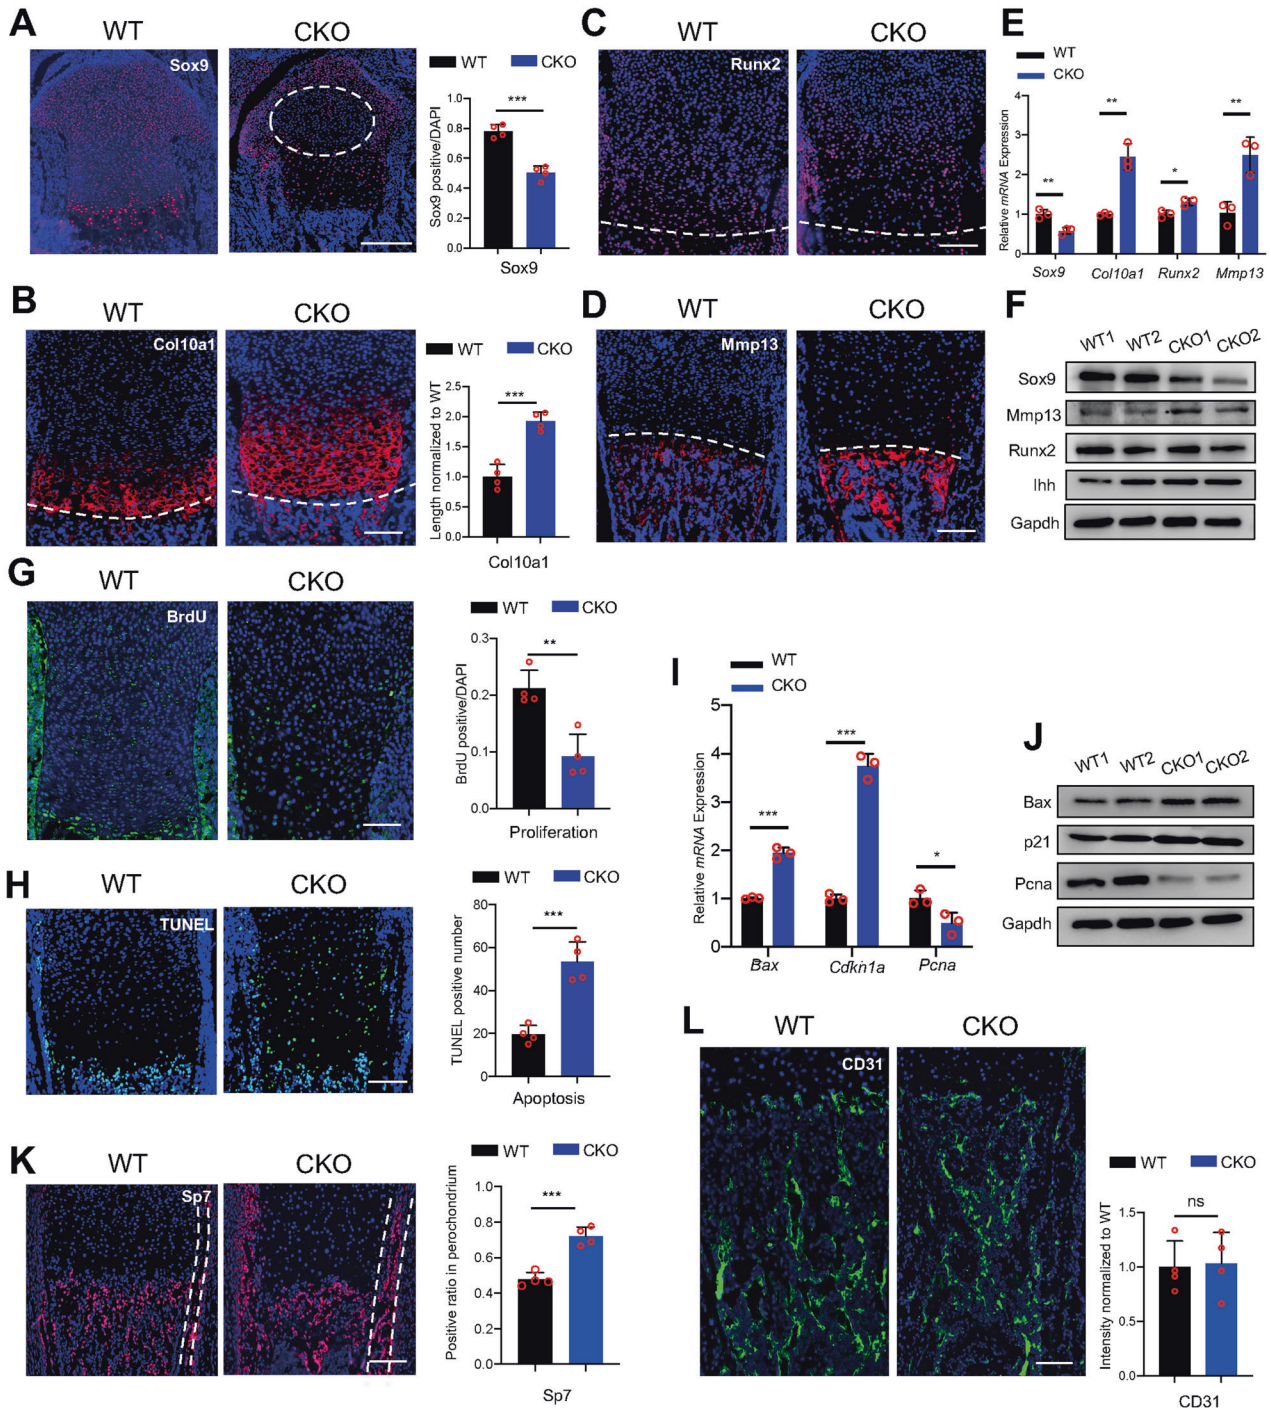 A
WT
CKO
Sox9
WT
CKO
Sox9 positive/DAPI
1.0
0.8
0.6
0.4
0.2
0.0
***
Sox9
C
WT
CKO
Runx2
E
WT
CKO
Relative mRNA Expression
4
3
2
1
0
**
**
*
**
Sox9
Col10a1
Runx2
Mmp13
B
WT
CKO
Col10a1
WT
CKO
Length normalized to WT
2.5
2.0
1.5
1.0
0.5
0.0
***
Col10a1
D
WT
CKO
Mmp13
F
WT1
WT2
CKO1
CKO2
Sox9
Mmp13
Runx2
Ihh
Gapdh
G
WT
CKO
BrdU
WT
CKO
BrdU positive/DAPI
0.3
0.2
0.1
0.0
**
Proliferation
H
WT
CKO
TUNEL
WT
CKO
TUNEL positive number
80
60
40
20
0
***
Apoptosis
I
WT
CKO
Relative mRNA Expression
5
4
3
2
1
0
***
***
*
Bax
Cdkn1a
Pcna
J
WT1
WT2
CKO1
CKO2
Bax
p21
Pcna
Gapdh
K
WT
CKO
Sp7
WT
CKO
Positive ratio in perochondrium
1.0
0.8
0.6
0.4
0.2
0.0
***
Sp7
L
WT
CKO
CD31
WT
CKO
Intensity normalized to WT
1.5
1.0
0.5
0.0
ns
CD31